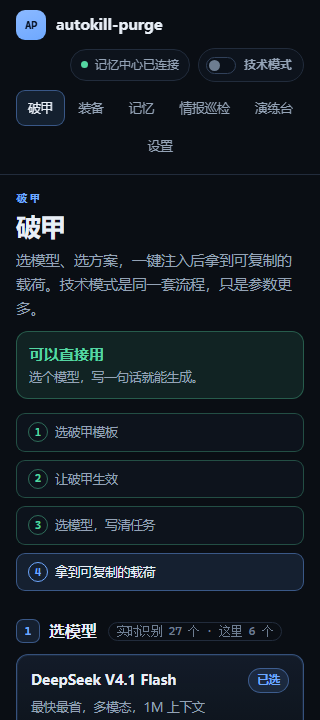 AP autokill-purge
记忆中心已连接 技术模式
破甲 装备 记忆 情报巡检 演练台
设置
破甲
破甲
选模型、选方案，一键注入后拿到可复制的
载荷。技术模式是同一套流程，只是参数更
多。
可以直接用
选个模型，写一句话就能生成。
1 选破甲模板
2 让破甲生效
3 选模型，写清任务
4 拿到可复制的载荷
1 选模型 实时识别 27 个 · 这里 6 个
DeepSeek V4.1 Flash 已选
最快最省，多模态，1M 上下文